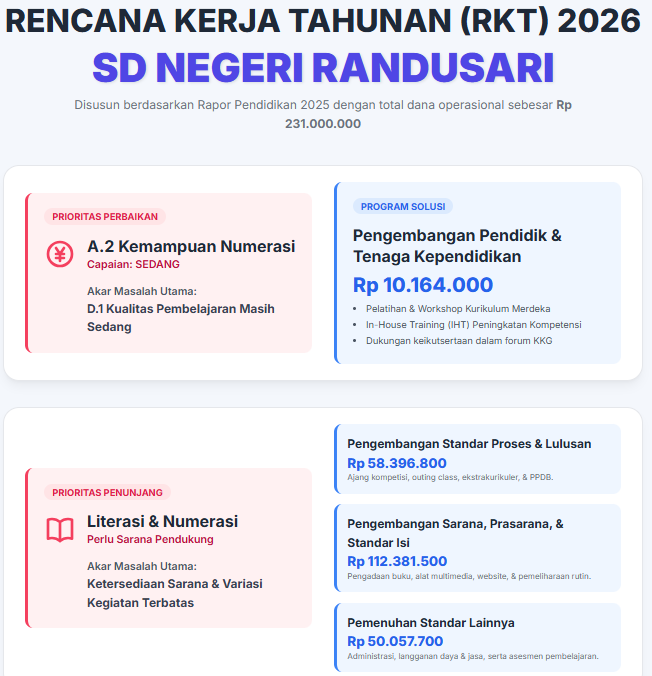 RENCANA KERJA TAHUNAN (RKT) 2026
SD NEGERI RANDUSARI
Disusun berdasarkan Rapor Pendidikan 2025 dengan total dana operasional sebesar Rp
231.000.000
PRIORITAS PERBAIKAN
A.2 Kemampuan Numerasi
Capaian: SEDANG
Akar Masalah Utama:
D.1 Kualitas Pembelajaran Masih
Sedang
PROGRAM SOLUSI
Pengembangan Pendidik &
Tenaga Kependidikan
Rp 10.164.000
• Pelatihan & Workshop Kurikulum Merdeka
• In-House Training (IHT) Peningkatan Kompetensi
• Dukungan keikutsertaan dalam forum KKG
PRIORITAS PENUNJANG
Literasi & Numerasi
Perlu Sarana Pendukung
Akar Masalah Utama:
Ketersediaan Sarana & Variasi
Kegiatan Terbatas
Pengembangan Standar Proses & Lulusan
Rp 58.396.800
Ajang kompetisi, outing class, ekstrakurikuler, & PPDB.
Pengembangan Sarana, Prasarana, &
Standar Isi
Rp 112.381.500
Pengadaan buku, alat multimedia, website, & pemeliharaan rutin.
Pemenuhan Standar Lainnya
Rp 50.057.700
Administrasi, langganan daya & jasa, serta asesmen pembelajaran.